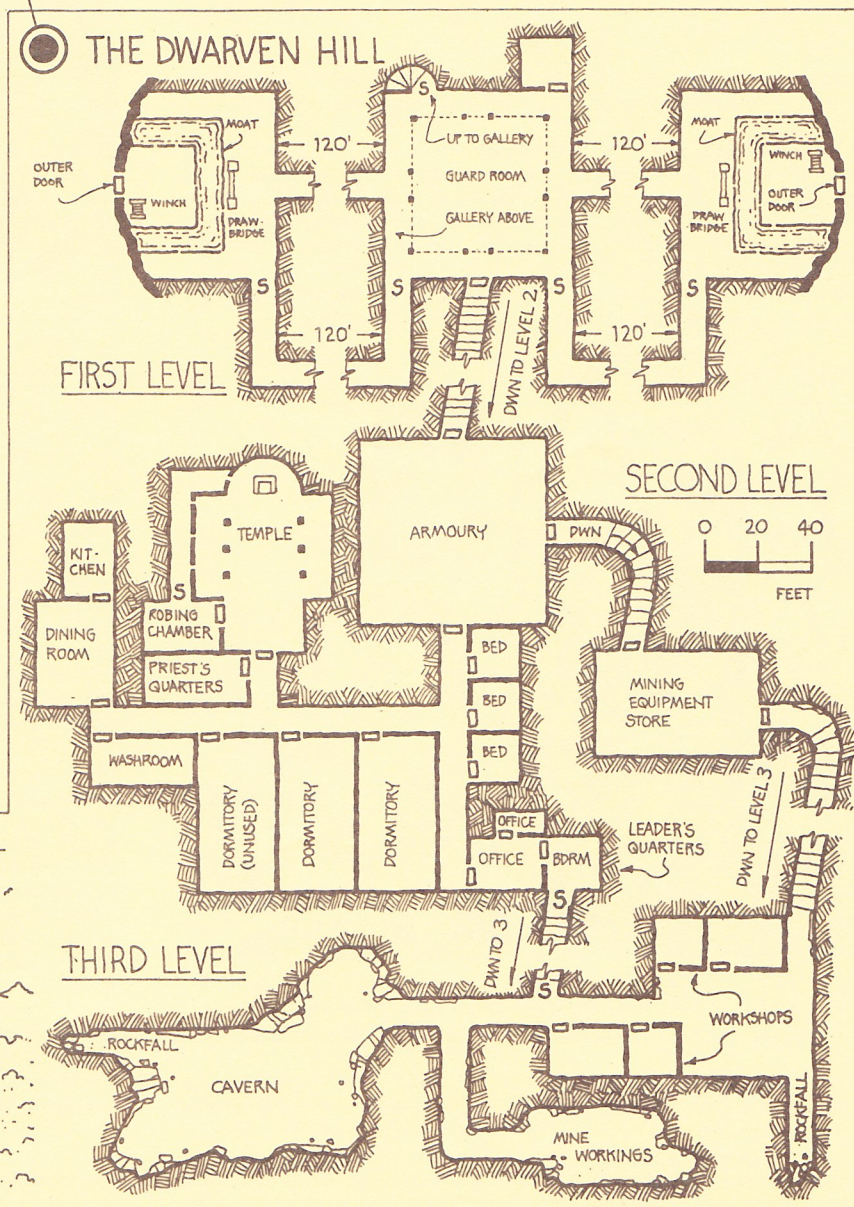 THE DWARVEN HILL
S
120'
120'
MOAT
MOAT
UP TO GALLERY
OUTER
DOOR
WINCH
GUARD ROOM
WINCH
OUTER
DOOR
DRAW-
BRIDGE
GALLERY ABOVE
DRAW
BRIDGE
S
S
S
S
120'
120'
DWN TO LEVEL 2
FIRST LEVEL
SECOND LEVEL
0 20 40
FEET
TEMPLE
ARMOURY
DWN
KIT-
CHEN
S
ROBING
CHAMBER
DINING
ROOM
PRIEST'S
QUARTERS
BED
BED
BED
MINING
EQUIPMENT
STORE
WASHROOM
DORMITORY
(UNUSED)
DORMITORY
DORMITORY
OFFICE
OFFICE
BDRM
LEADER'S
QUARTERS
DWN TO LEVEL 3
S
DWN TO 3
S
THIRD LEVEL
WORKSHOPS
ROCKFALL
CAVERN
ROCKFALL
MINE
WORKINGS